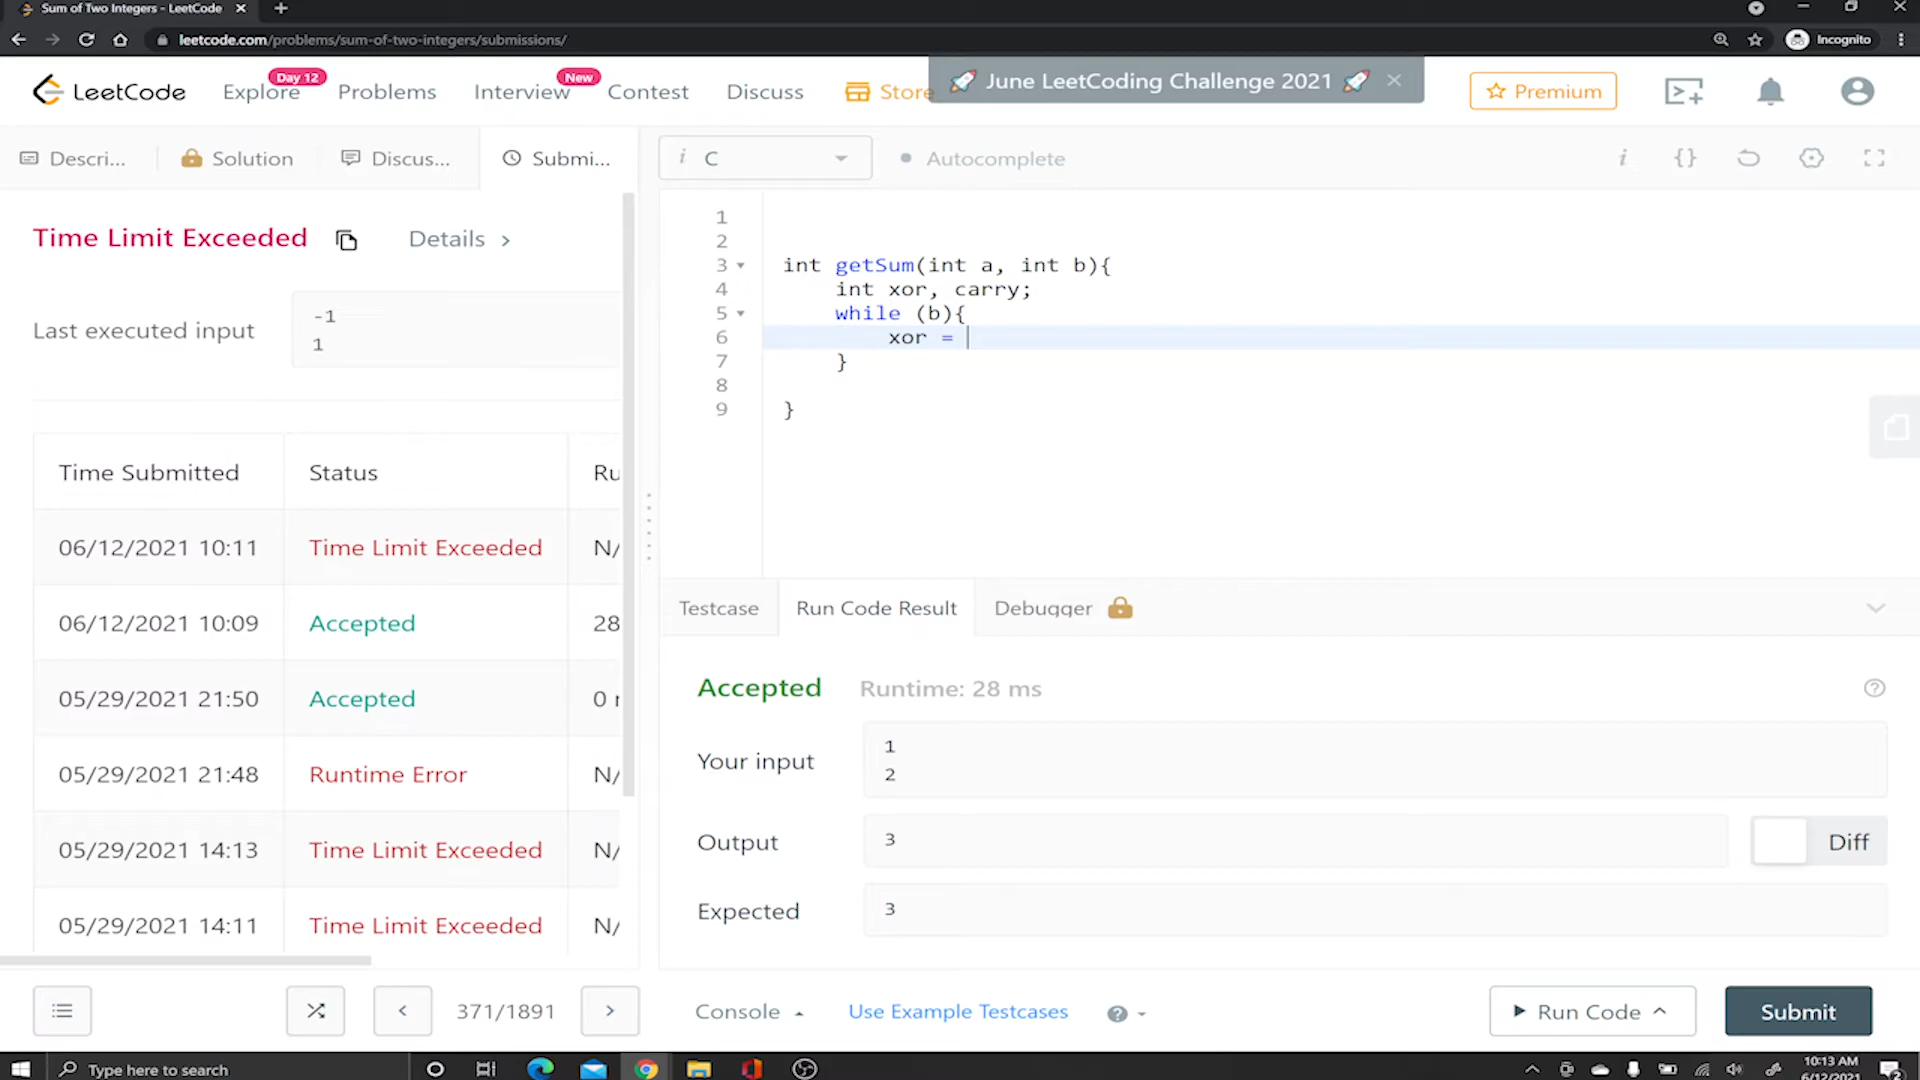 Sum of Two Integers - LeetCode
leetcode.com/problems/sum-of-two-integers/submissions/
Incognito
LeetCode
Explore
Day 12
Problems
Interview
New
Contest
Discuss
Store
🚀 June LeetCoding Challenge 2021 🚀
Premium
Descri...
Solution
Discus...
Submi...
i C
Autocomplete
Time Limit Exceeded
Details >
Last executed input
-1
1
Time Submitted Status Ru
06/12/2021 10:11 Time Limit Exceeded N/
06/12/2021 10:09 Accepted 28
05/29/2021 21:50 Accepted 0
05/29/2021 21:48 Runtime Error N/
05/29/2021 14:13 Time Limit Exceeded N/
05/29/2021 14:11 Time Limit Exceeded N/
1
2
3 int getSum(int a, int b){
4 int xor, carry;
5 while (b){
6 xor =
7 }
8
9 }
Testcase
Run Code Result
Debugger
Accepted Runtime: 28 ms
Your input
1
2
Output
3
Diff
Expected
3
371/1891
Console
Use Example Testcases
Run Code
Submit
Type here to search
10:13 AM
6/12/2021
2